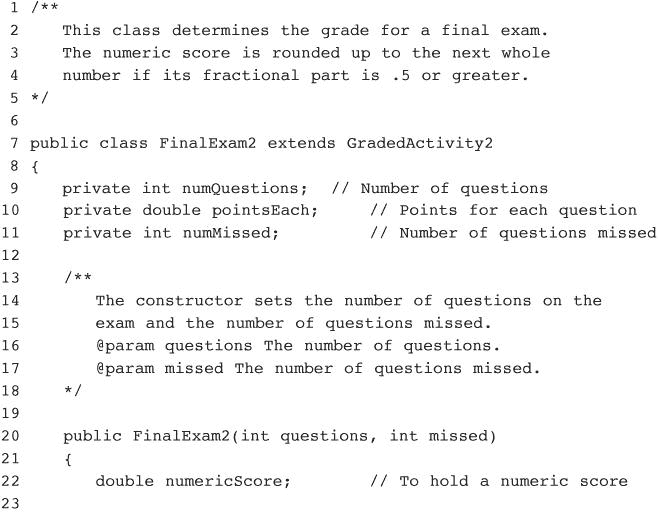 1 /**
2 This class determines the grade for a final exam.
3 The numeric score is rounded up to the next whole
4 number if its fractional part is .5 or greater.
5 */
6
7 public class FinalExam2 extends GradedActivity2
8 {
9 private int numQuestions; // Number of questions
10 private double pointsEach; // Points for each question
11 private int numMissed; // Number of questions missed
12
13 /**
14 The constructor sets the number of questions on the
15 exam and the number of questions missed.
16 @param questions The number of questions.
17 @param missed The number of questions missed.
18 */
19
20 public FinalExam2(int questions, int missed)
21 {
22 double numericScore; // To hold a numeric score
23